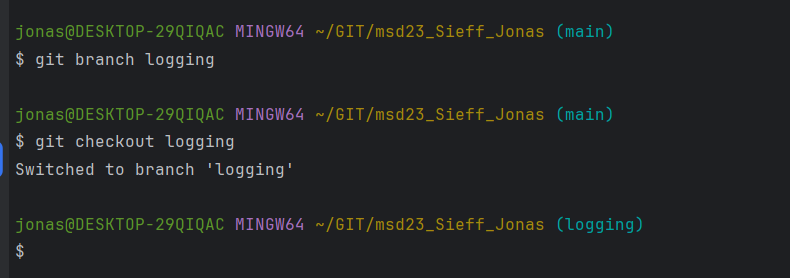 jonas@DESKTOP-29QIQAC MINGW64 ~/GIT/msd23_Sieff_Jonas (main)
$ git branch logging
jonas@DESKTOP-29QIQAC MINGW64 ~/GIT/msd23_Sieff_Jonas (main)
$ git checkout logging
Switched to branch 'logging'
jonas@DESKTOP-29QIQAC MINGW64 ~/GIT/msd23_Sieff_Jonas (logging)
$